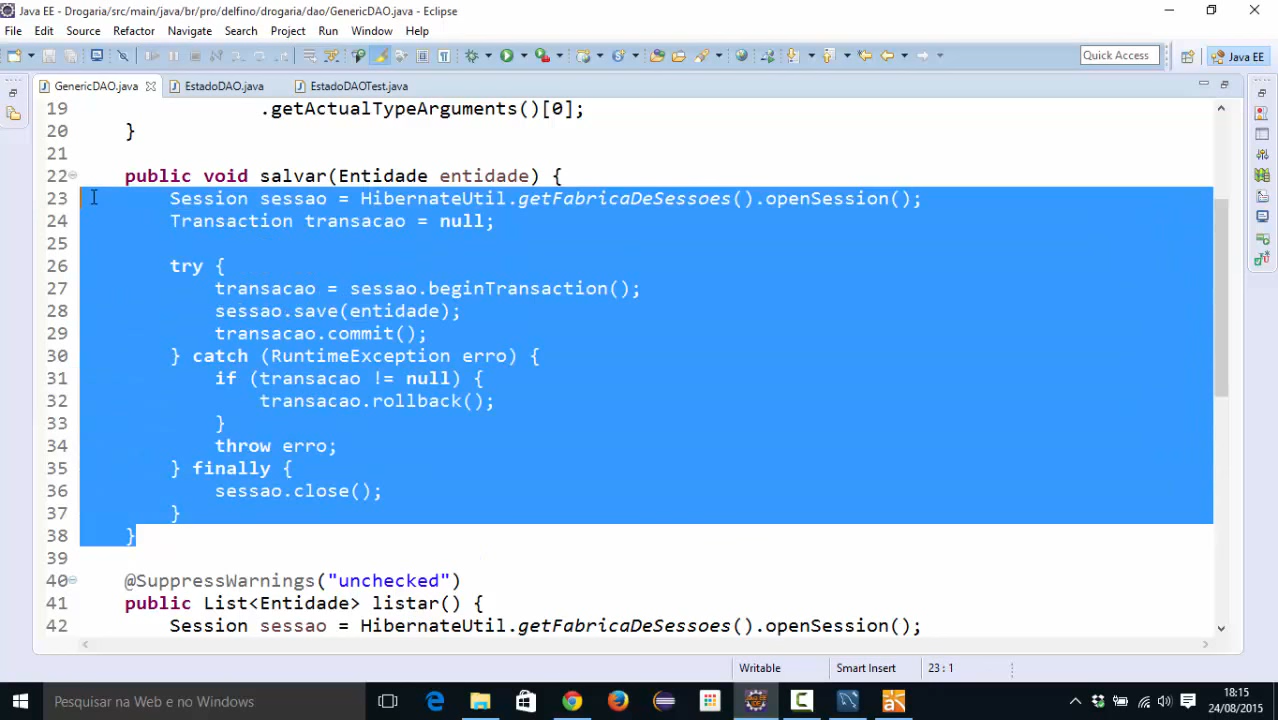 Java EE - Drogaria/src/main/java/br/pro/delfino/drogaria/dao/GenericDAO.java - Eclipse
File Edit Source Refactor Navigate Search Project Run Window Help
Quick Access
Java EE
GenericDAO.java EstadoDAO.java EstadoDAOTest.java
19 .getActualTypeArguments()[0];
20 }
21
22 public void salvar(Entidade entidade) {
23 Session sessao = HibernateUtil.getFabricaDeSessoes().openSession();
24 Transaction transacao = null;
25
26 try {
27 transacao = sessao.beginTransaction();
28 sessao.save(entidade);
29 transacao.commit();
30 } catch (RuntimeException erro) {
31 if (transacao != null) {
32 transacao.rollback();
33 }
34 throw erro;
35 } finally {
36 sessao.close();
37 }
38 }
39
40 @SuppressWarnings("unchecked")
41 public List<Entidade> listar() {
42 Session sessao = HibernateUtil.getFabricaDeSessoes().openSession();
Writable Smart Insert 23 : 1
Pesquisar na Web e no Windows
18:15
24/08/2015